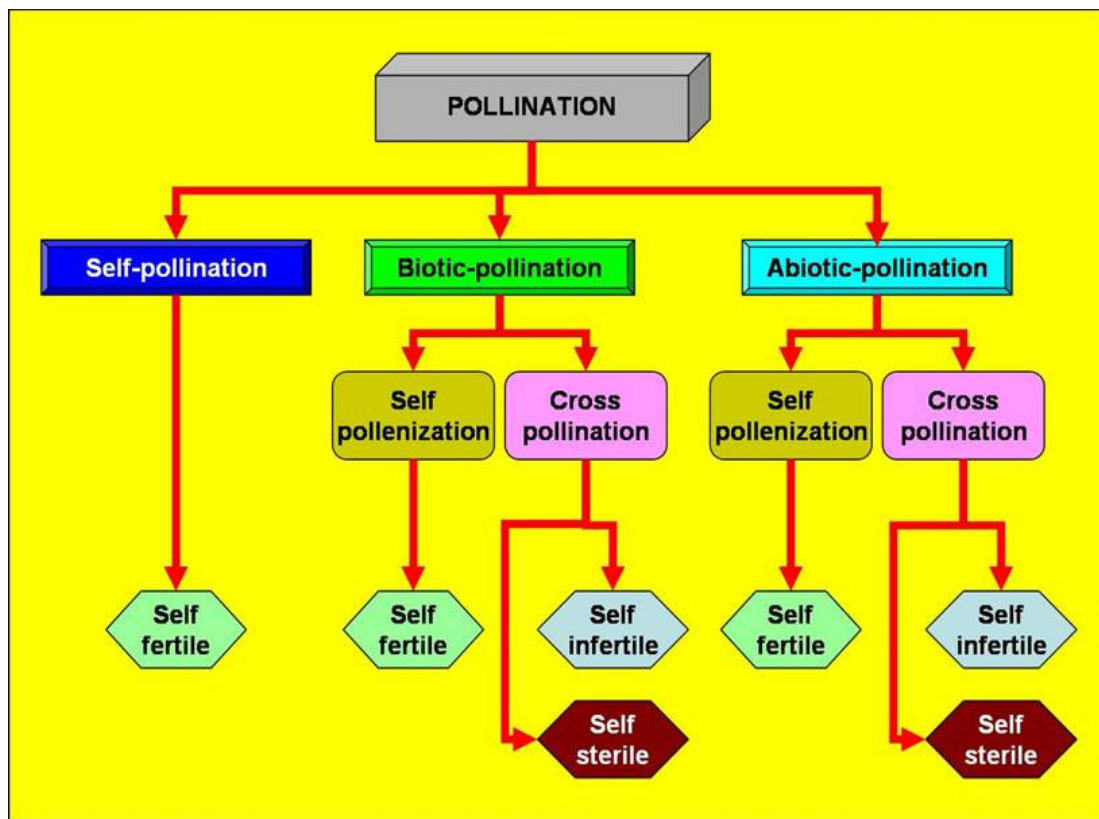 POLLINATION
Self-pollination
Biotic-pollination
Abiotic-pollination
Self
pollenization
Cross
pollination
Self
pollenization
Cross
pollination
Self
fertile
Self
fertile
Self
infertile
Self
fertile
Self
infertile
Self
sterile
Self
sterile